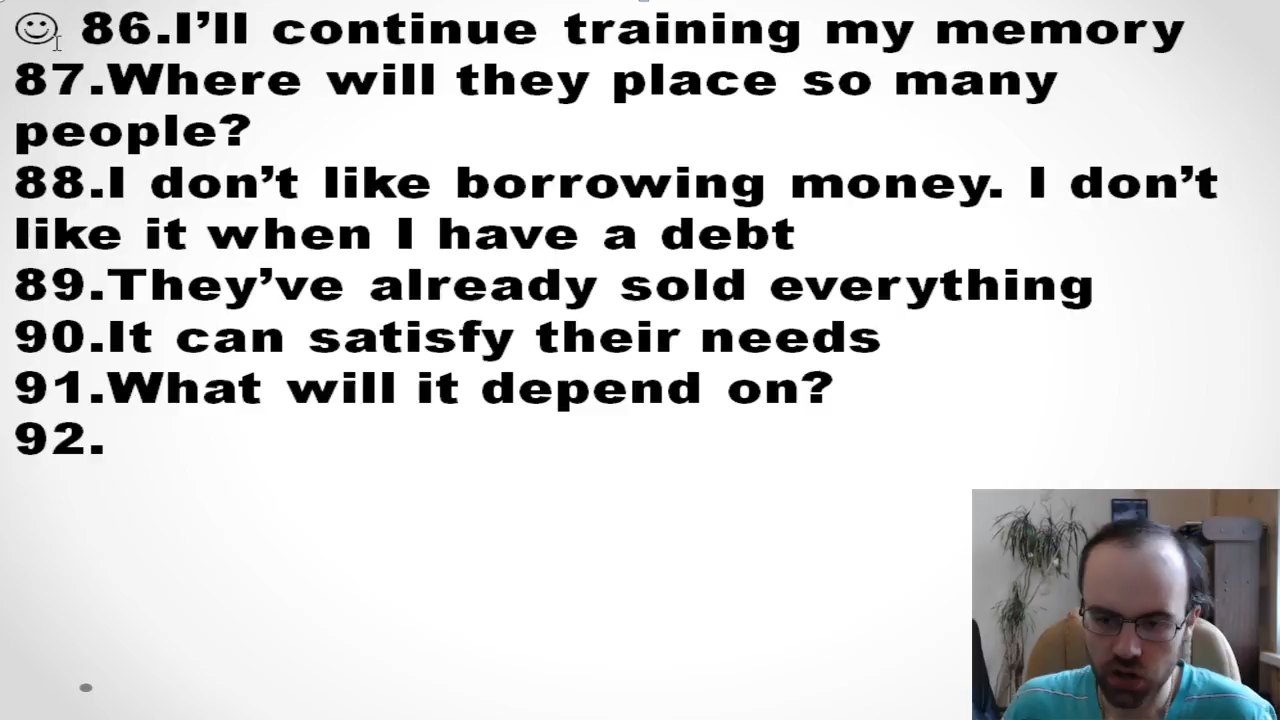 ☺ 86.I’ll continue training my memory
87.Where will they place so many
people?
88.I don’t like borrowing money. I don’t
like it when I have a debt
89.They’ve already sold everything
90.It can satisfy their needs
91.What will it depend on?
92.